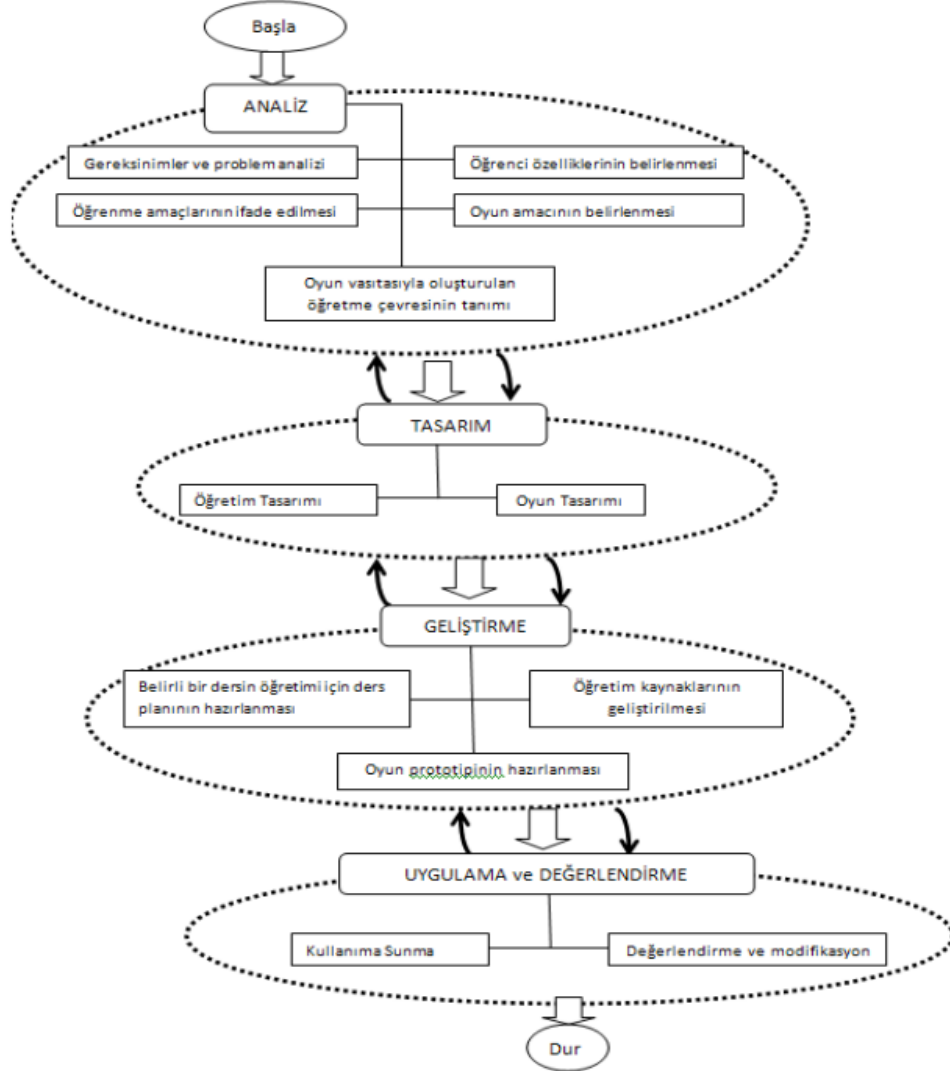 Başla
ANALİZ
Gereksinimler ve problem analizi
Öğrenci özelliklerinin belirlenmesi
Öğrenme amaçlarının ifade edilmesi
Oyun amacının belirlenmesi
Oyun vasıtasıyla oluşturulan
öğretme çevresinin tanımı
TASARIM
Öğretim Tasarımı
Oyun Tasarımı
GELİŞTİRME
Belirli bir dersin öğretimi için ders
planının hazırlanması
Öğretim kaynaklarının
geliştirilmesi
Oyun prototipinin hazırlanması
UYGULAMA ve DEĞERLENDİRME
Kullanıma Sunma
Değerlendirme ve modifikasyon
Dur